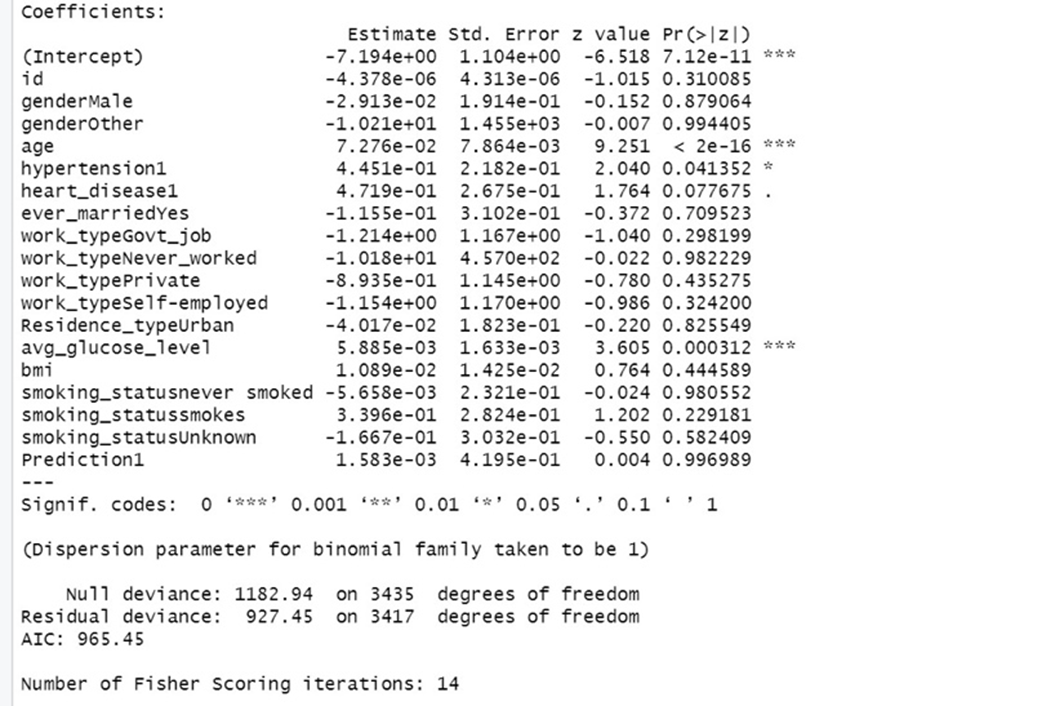 Coefficients:
Estimate Std. Error z value Pr(>|z|)
(Intercept) -7.194e+00 1.104e+00 -6.518 7.12e-11 ***
id -4.378e-06 4.313e-06 -1.015 0.310085
genderMale -2.913e-02 1.914e-01 -0.152 0.879064
genderOther -1.021e+01 1.455e+03 -0.007 0.994405
age 7.276e-02 7.864e-03 9.251 < 2e-16 ***
hypertension1 4.451e-01 2.182e-01 2.040 0.041352 *
heart_disease1 4.719e-01 2.675e-01 1.764 0.077675 .
ever_marriedYes -1.155e-01 3.102e-01 -0.372 0.709523
work_typeGovt_job -1.214e+00 1.167e+00 -1.040 0.298199
work_typeNever_worked -1.018e+01 4.570e+02 -0.022 0.982229
work_typePrivate -8.935e-01 1.145e+00 -0.780 0.435275
work_typeSelf-employed -1.154e+00 1.170e+00 -0.986 0.324200
Residence_typeUrban -4.017e-02 1.823e-01 -0.220 0.825549
avg_glucose_level 5.885e-03 1.633e-03 3.605 0.000312 ***
bmi 1.089e-02 1.425e-02 0.764 0.444589
smoking_statusnever smoked -5.658e-03 2.321e-01 -0.024 0.980552
smoking_statussmokes 3.396e-01 2.824e-01 1.202 0.229181
smoking_statusUnknown -1.667e-01 3.032e-01 -0.550 0.582409
Prediction1 1.583e-03 4.195e-01 0.004 0.996989
---
Signif. codes: 0 ‘***’ 0.001 ‘**’ 0.01 ‘*’ 0.05 ‘.’ 0.1 ‘ ’ 1
(Dispersion parameter for binomial family taken to be 1)
Null deviance: 1182.94 on 3435 degrees of freedom
Residual deviance: 927.45 on 3417 degrees of freedom
AIC: 965.45
Number of Fisher Scoring iterations: 14